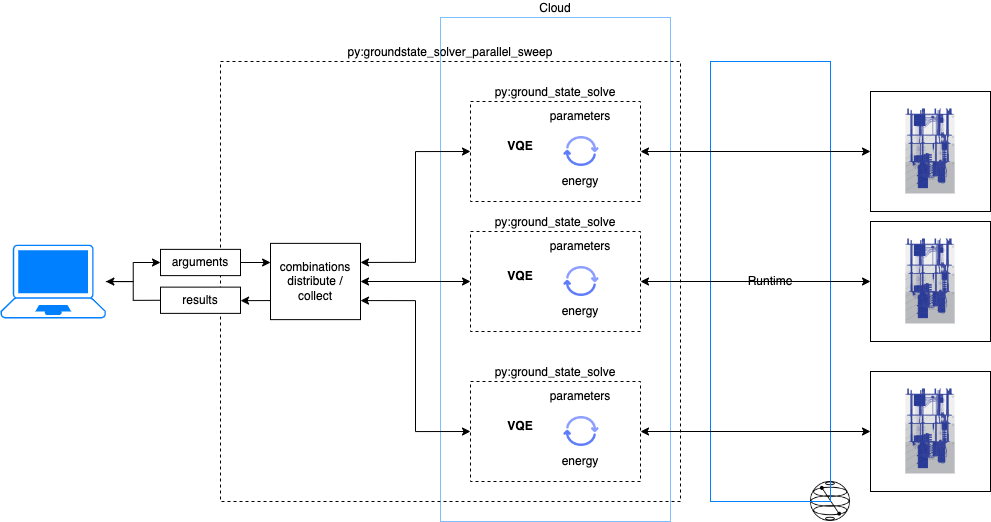 Cloud
py:groundstate_solver_parallel_sweep
py:ground_state_solve
parameters
VQE
energy
py:ground_state_solve
parameters
VQE
energy
arguments
results
combinations
distribute /
collect
Runtime
py:ground_state_solve
parameters
VQE
energy